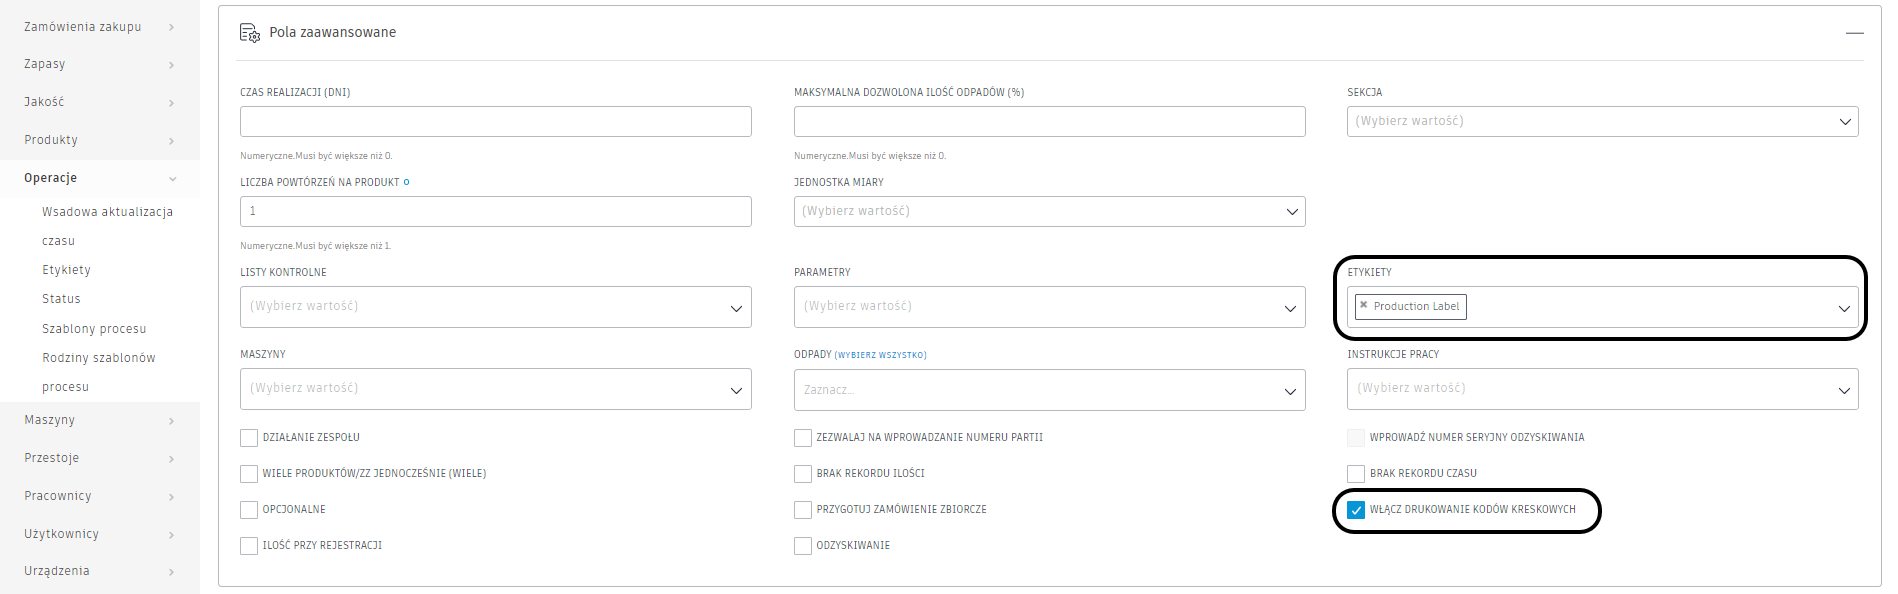 Zamówienia zakupu
Zapasy
Jakość
Produkty
Operacje
Wsadowa aktualizacja
czasu
Etykiety
Status
Szablony procesu
Rodziny szablonów
procesu
Maszyny
Przestoje
Pracownicy
Użytkownicy
Urządzenia
Pola zaawansowane
CZAS REALIZACJI (DNI)
MAKSYMALNA DOZWOLONA ILOŚĆ ODPADÓW (%)
SEKCJA
(Wybierz wartość)
Numeryczne.Musi być większe niż 0.
Numeryczne.Musi być większe niż 0.
LICZBA POWTÓRZEŃ NA PRODUKT
JEDNOSTKA MIARY
1
(Wybierz wartość)
Numeryczne.Musi być większe niż 1.
LISTY KONTROLNE
PARAMETRY
ETYKIETY
(Wybierz wartość)
(Wybierz wartość)
Production Label
MASZYNY
ODPADY (WYBIERZ WSZYSTKO)
INSTRUKCJE PRACY
(Wybierz wartość)
Zaznacz...
(Wybierz wartość)
DZIAŁANIE ZESPOŁU
ZEZWALAJ NA WPROWADZANIE NUMERU PARTII
WPROWADŹ NUMER SERYJNY ODZYSKIWANIA
WIELE PRODUKTÓW/ZZ JEDNOCZEŚNIE (WIELE)
BRAK REKORDU ILOŚCI
BRAK REKORDU CZASU
OPCJONALNE
PRZYGOTUJ ZAMÓWIENIE ZBIORCZE
WŁĄCZ DRUKOWANIE KODÓW KRESKOWYCH
ILOŚĆ PRZY REJESTRACJI
ODZYSKIWANIE